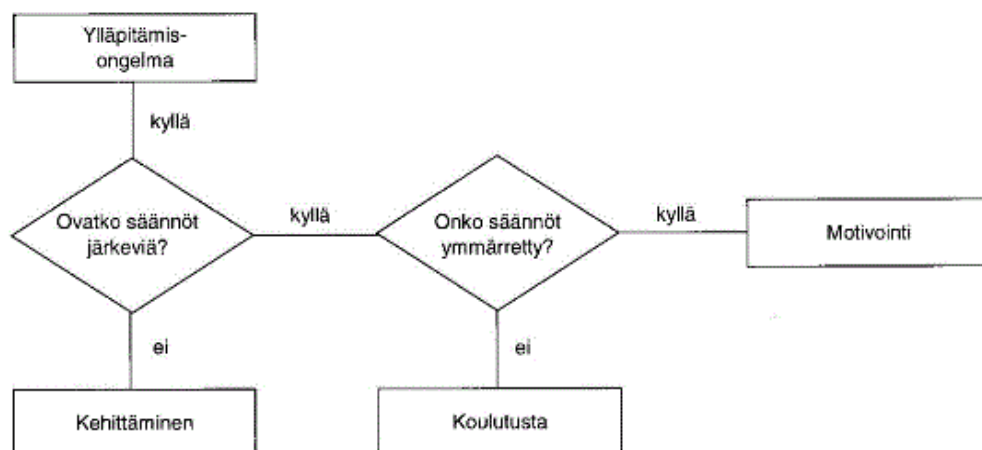 Ylläpitämis-
ongelma
kyllä
Ovatko säännöt
järkeviä?
kyllä
Onko säännöt
ymmärretty?
kyllä
Motivointi
ei
ei
Kehittäminen
Koulutusta